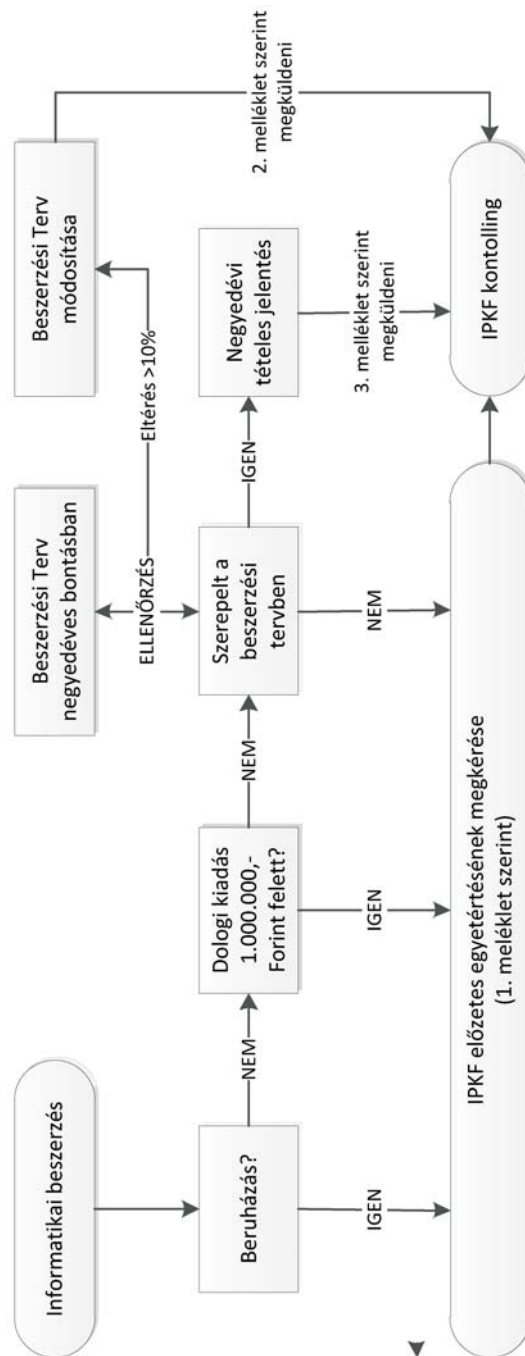 Informatikai beszerzés
Beszerzési Terv
negyedéves bontásban
Beszerzési Terv
módosítása
ELLENŐRZÉS
Eltérés >10%
2. melléklet szerint
megküldeni
Beruházás?
NEM
Dologi kiadás
1.000.000,-
Forint felett?
NEM
Szerepelt a
beszerzési
tervben
IGEN
Negyedévi
tételes jelentés
IGEN
IGEN
NEM
3. melléklet szerint
megküldeni
IPKF előzetes egyetértésének megkérése
(1. meléklet szerint)
IPKF kontolling